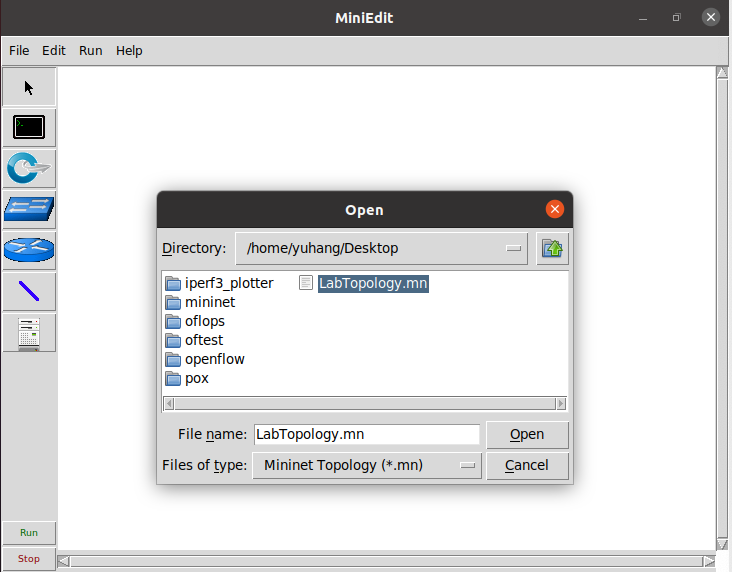 MiniEdit
File Edit Run Help
Open
Directory: /home/yuhang/Desktop
iperf3_plotter LabTopology.mn
mininet
oflops
oftest
openflow
pox
File name: LabTopology.mn Open
Files of type: Mininet Topology (*.mn) Cancel
Run
Stop